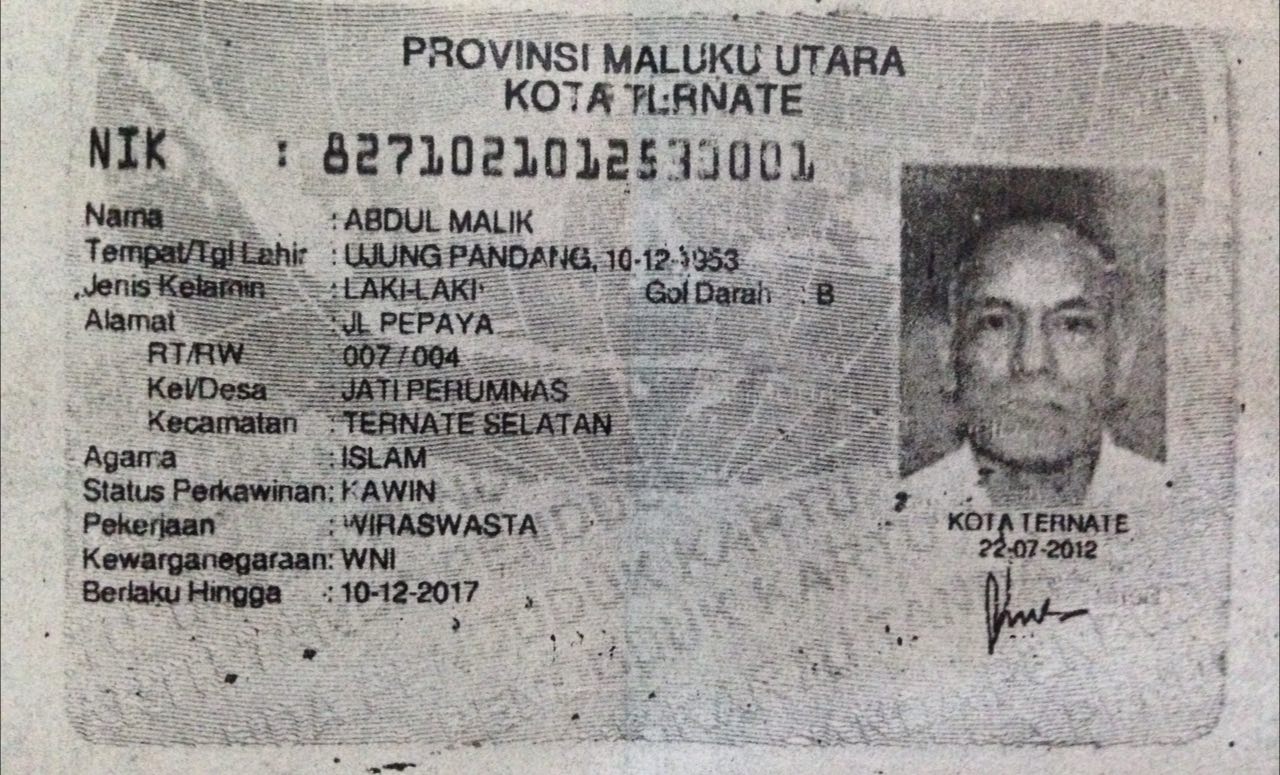 PROVINSI MALUKU UTARA
KOTA TERNATE
NIK : 8271021012530001
Nama : ABDUL MALIK
Tempat/Tgl Lahir : UJUNG PANDANG, 10-12-1953
Jenis Kelamin : LAKI-LAKI Gol Darah : B
Alamat : JL PEPAYA
RT/RW : 007 / 004
Kel/Desa : JATI PERUMNAS
Kecamatan : TERNATE SELATAN
Agama : ISLAM
Status Perkawinan: KAWIN
Pekerjaan : WIRASWASTA
Kewarganegaraan: WNI
Berlaku Hingga : 10-12-2017
KOTA TERNATE
22-07-2012